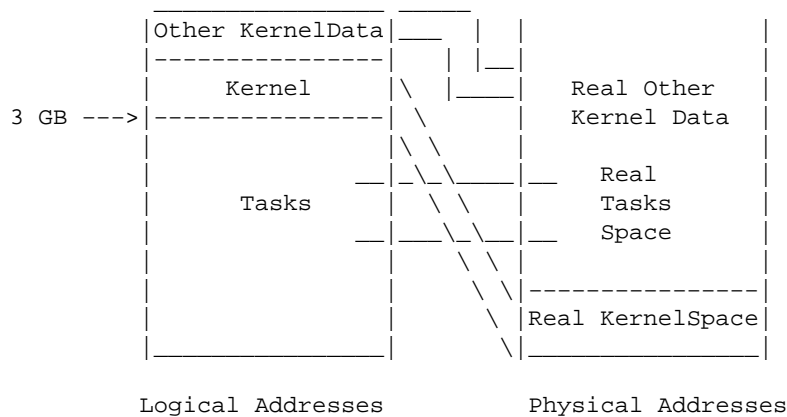 Other KernelData
Kernel Real Other
3 GB ---> Kernel Data
Real
Tasks Tasks
Space
Real KernelSpace
Logical Addresses Physical Addresses